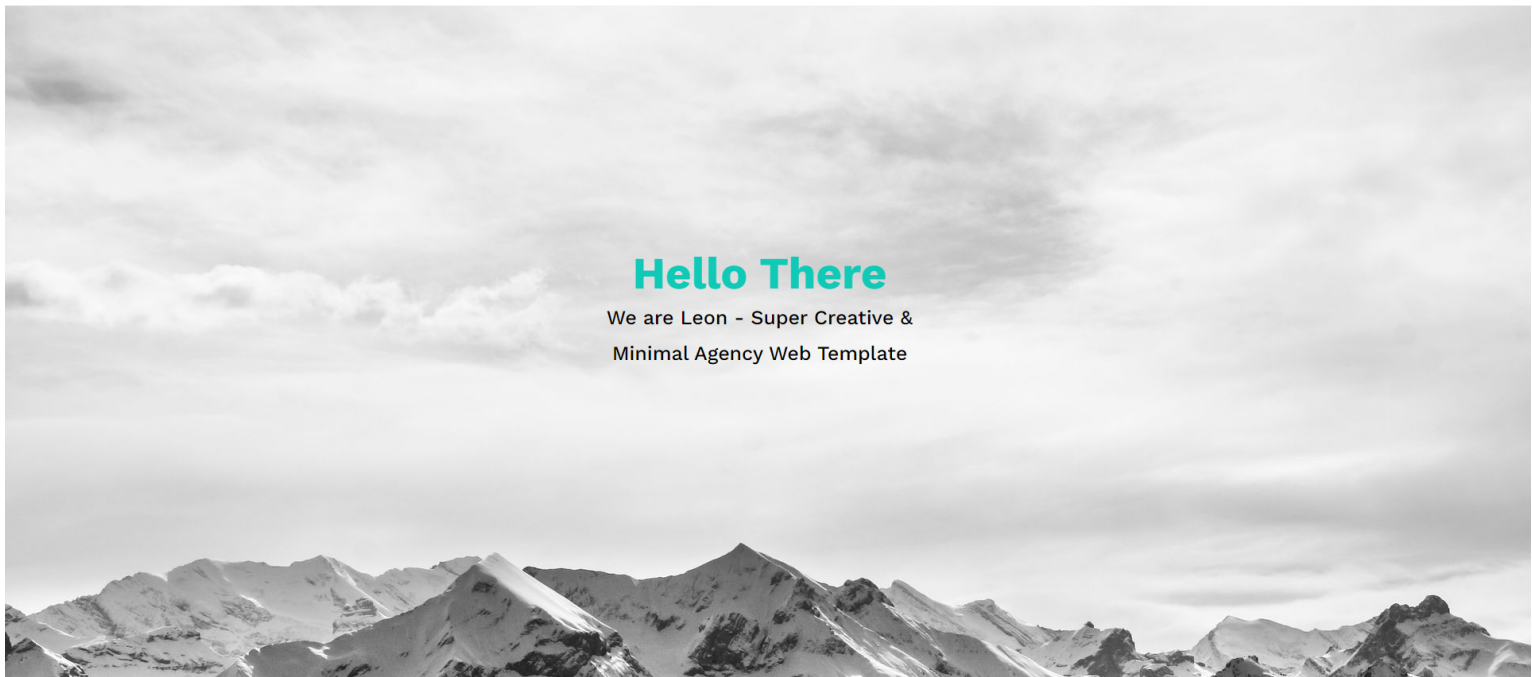 Hello There
We are Leon - Super Creative &
Minimal Agency Web Template